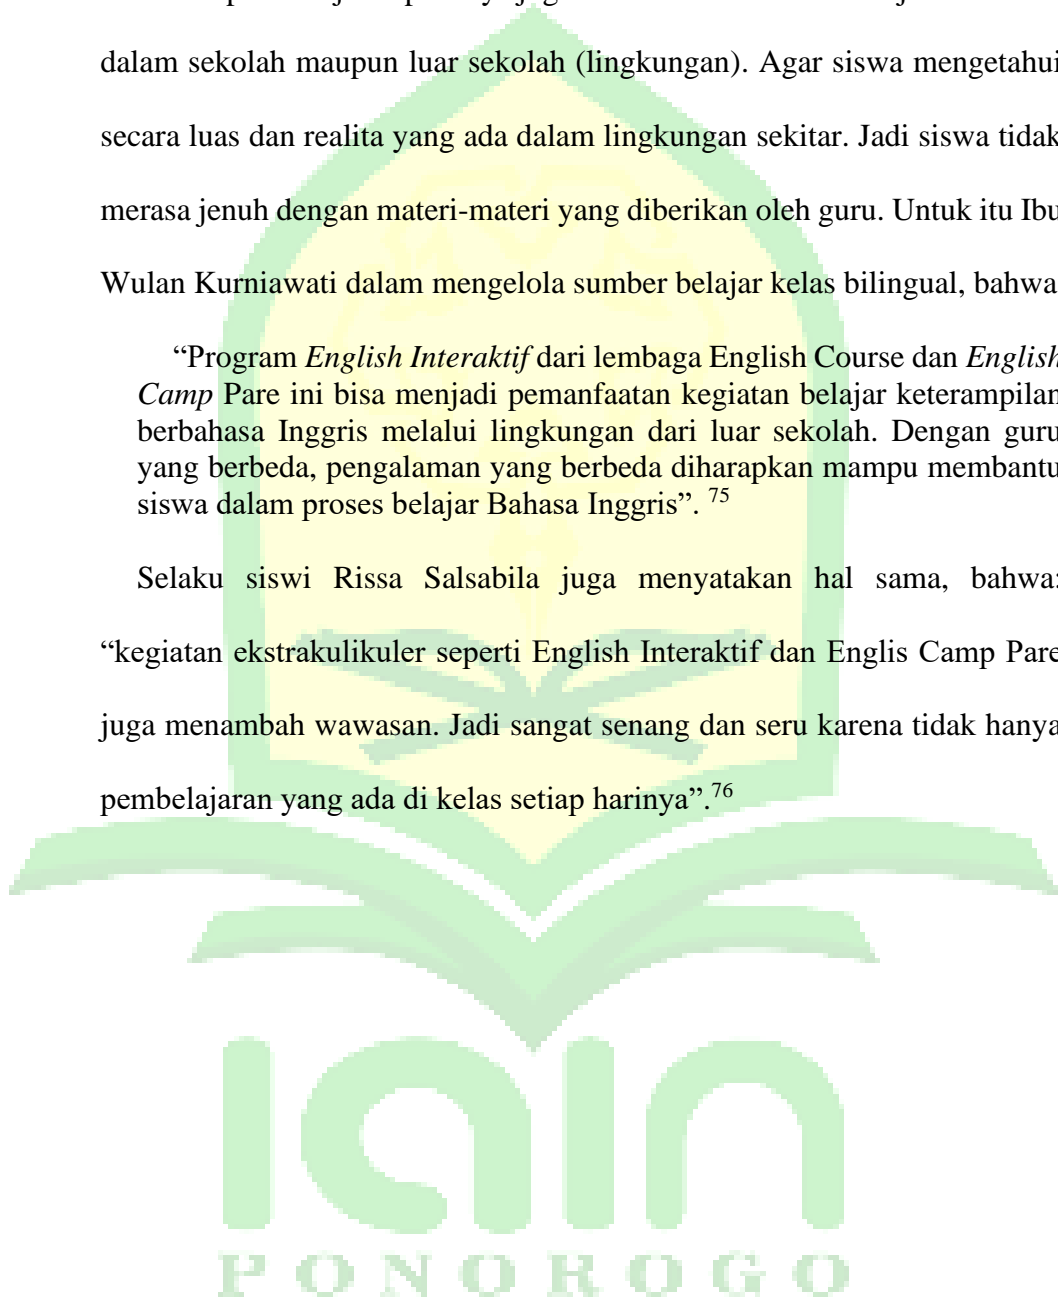 dalam sekolah maupun luar sekolah (lingkungan). Agar siswa mengetahui
secara luas dan realita yang ada dalam lingkungan sekitar. Jadi siswa tidak
merasa jenuh dengan materi-materi yang diberikan oleh guru. Untuk itu Ibu
Wulan Kurniawati dalam mengelola sumber belajar kelas bilingual, bahwa
“Program English Interaktif dari lembaga English Course dan English
Camp Pare ini bisa menjadi pemanfaatan kegiatan belajar keterampilan
berbahasa Inggris melalui lingkungan dari luar sekolah. Dengan guru
yang berbeda, pengalaman yang berbeda diharapkan mampu membantu
siswa dalam proses belajar Bahasa Inggris”. 75
Selaku siswi Rissa Salsabila juga menyatakan hal sama, bahwa:
“kegiatan ekstrakulikuler seperti English Interaktif dan Englis Camp Pare
juga menambah wawasan. Jadi sangat senang dan seru karena tidak hanya
pembelajaran yang ada di kelas setiap harinya”.76
iain
PONOROGO